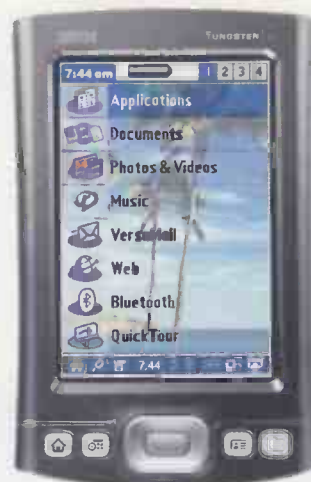 TUNGSTEN
7:44 am 1 2 3 4
Applications
Documents
Photos & Videos
Music
VersaMail
Web
Bluetooth
QuickTour
7:44